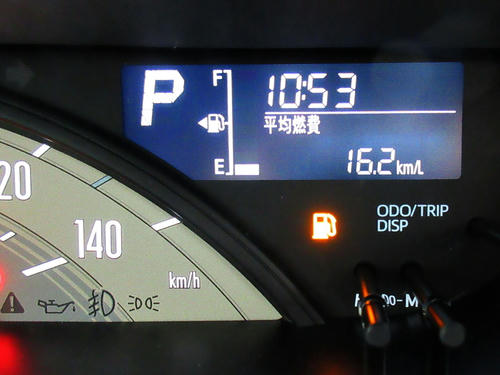 P
F
10:53
平均燃費
E
16.2km/L
20
140
km/h
ODO/TRIP
DISP